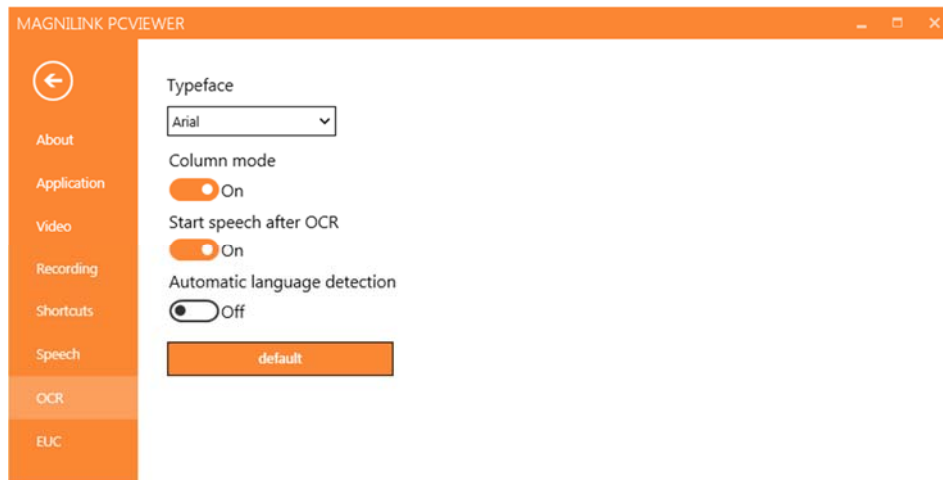 MAGNILINK PCVIEWER
About
Application
Video
Recording
Shortcuts
Speech
OCR
EUC
Typeface
Arial
Column mode
On
Start speech after OCR
On
Automatic language detection
Off
default